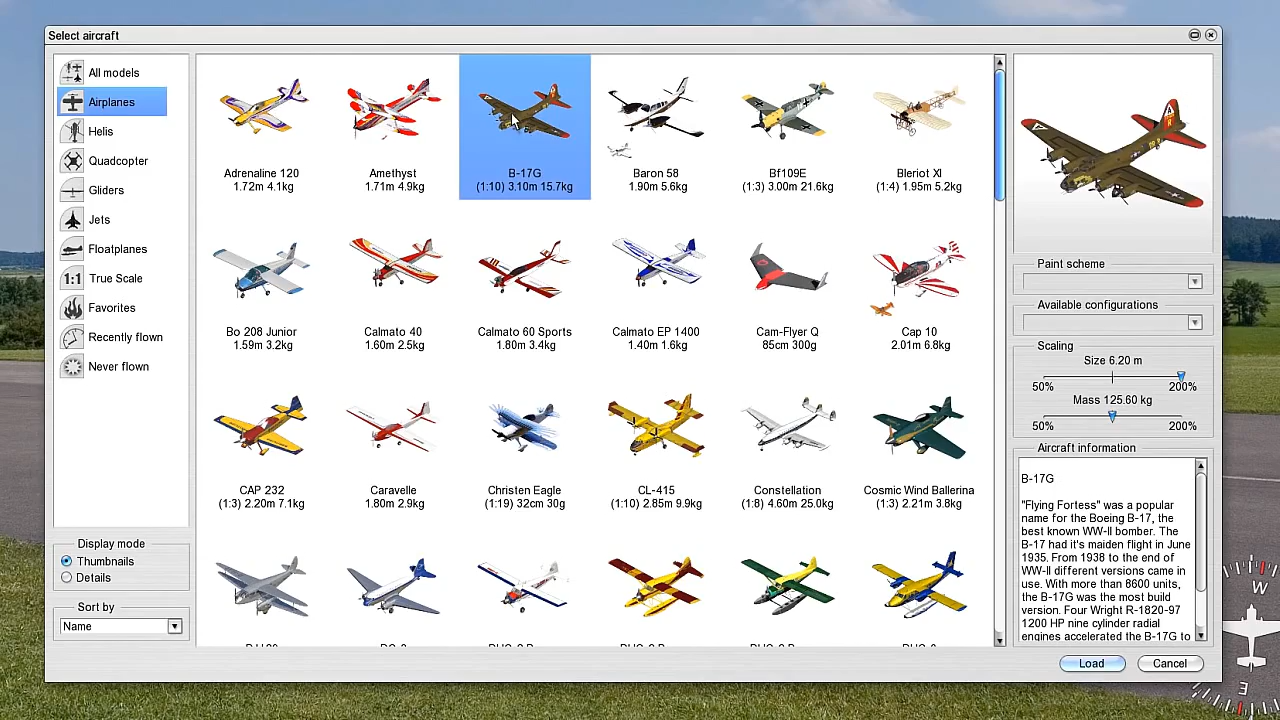 Select aircraft
All models
Airplanes
Helis
Quadcopter
Gliders
Jets
Floatplanes
1:1 True Scale
Favorites
Recently flown
Never flown
Display mode
Thumbnails
Details
Sort by
Name
Adrenaline 120
1.72m 4.1kg
Amethyst
1.71m 4.9kg
B-17G
(1:10) 3.10m 15.7kg
Baron 58
1.90m 5.6kg
Bf109E
(1:3) 3.00m 21.6kg
Bleriot XI
(1:4) 1.95m 5.2kg
Bo 208 Junior
1.59m 3.2kg
Calmato 40
1.60m 2.5kg
Calmato 60 Sports
1.80m 3.4kg
Calmato EP 1400
1.40m 1.6kg
Cam-Flyer Q
85cm 300g
Cap 10
2.01m 6.8kg
CAP 232
(1:3) 2.20m 7.1kg
Caravelle
1.80m 2.9kg
Christen Eagle
(1:19) 32cm 30g
CL-415
(1:10) 2.85m 9.9kg
Constellation
(1:8) 4.60m 25.0kg
Cosmic Wind Ballerina
(1:3) 2.21m 3.8kg
Paint scheme
Available configurations
Scaling
Size 6.20 m
50% 200%
Mass 125.60 kg
50% 200%
Aircraft information
B-17G
"Flying Fortess" was a popular
name for the Boeing B-17, the
best known WW-II bomber. The
B-17 had it's maiden flight in June
1935. From 1938 to the end of
WW-II different versions came in
use. With more than 8600 units,
the B-17G was the most build
version. Four Wright R-1820-97
1200 HP nine cylinder radial
engines accelerated the B-17G to
Load
Cancel
W
E